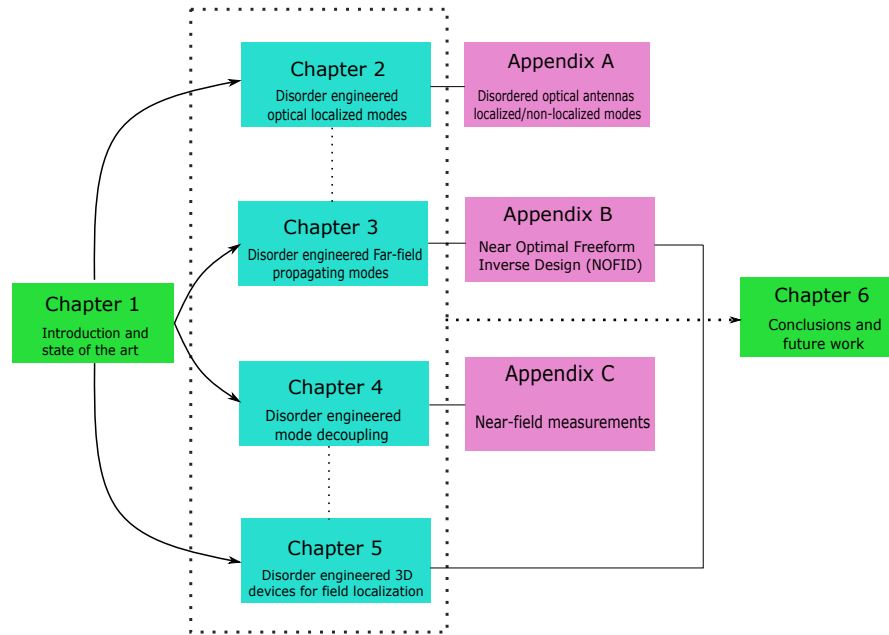 Chapter 1
Introduction and
state of the art
Chapter 2
Disorder engineered
optical localized modes
Appendix A
Disordered optical antennas
localized/non-localized modes
Chapter 3
Disorder engineered Far-field
propagating modes
Appendix B
Near Optimal Freeform
Inverse Design (NOFID)
Chapter 4
Disorder engineered
mode decoupling
Appendix C
Near-field measurements
Chapter 5
Disorder engineered 3D
devices for field localization
Chapter 6
Conclusions and
future work